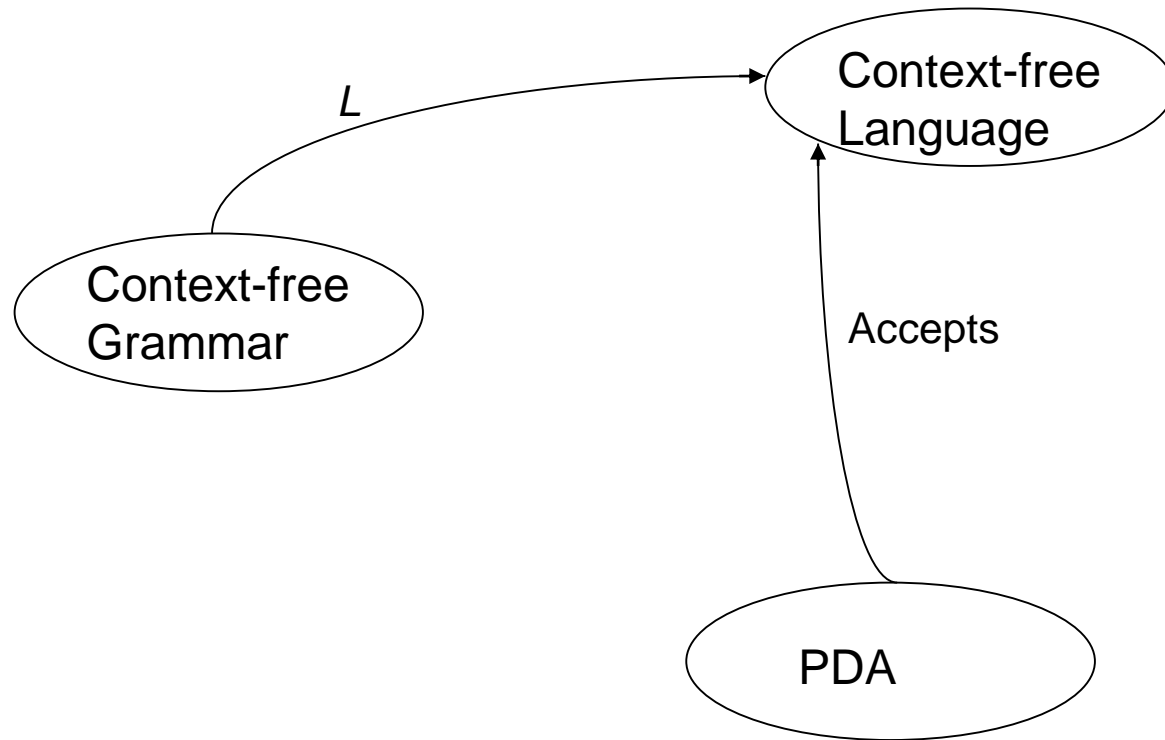 Context-free
Language
L
Context-free
Grammar
Accepts
PDA